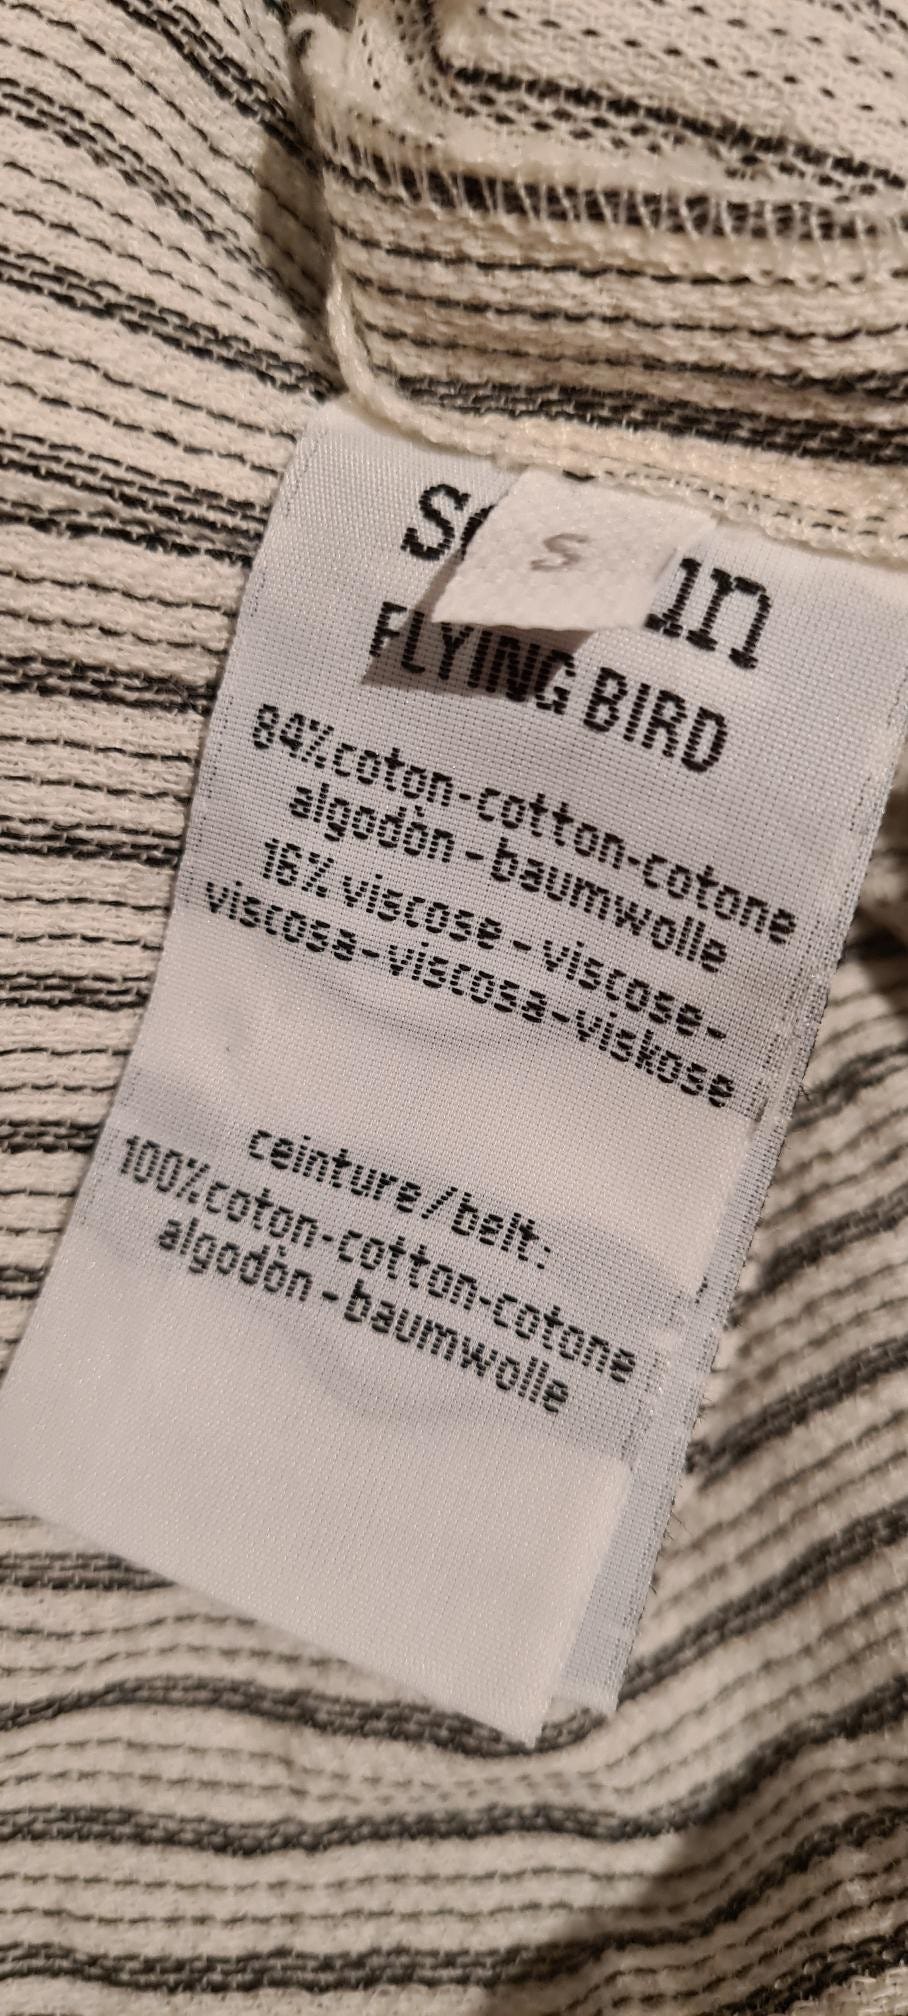 S
FLYING BIRD
84%coton-cotton-cotone
algodòn-baumwolle
16% viscose-viscose-
viscosa-viscosa-viskose
ceinture/belt:
100%coton-cotton-cotone
algodòn-baumwolle